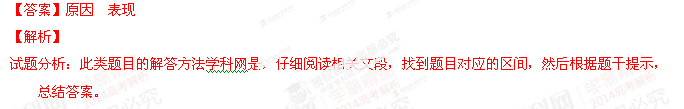 【答案】原因 表现
【解析】
试题分析：此类题目的解答方法学科网是，仔细阅读相关文段，找到题目对应的区间，然后根据题干提示，
总结答案。